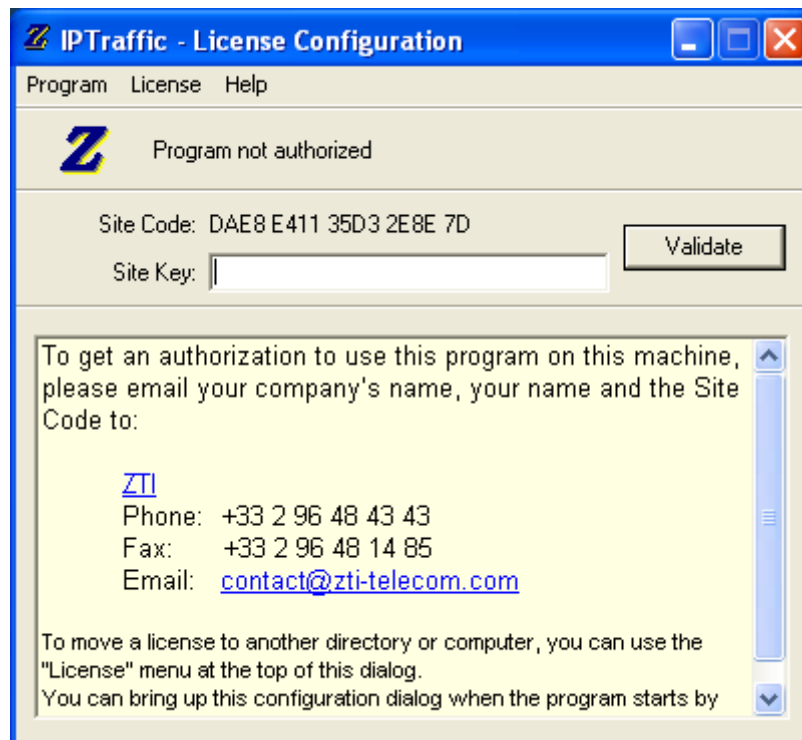 IPTraffic - License Configuration
Program License Help
Program not authorized
Site Code: DAE8 E411 35D3 2E8E 7D
Validate
Site Key:
To get an authorization to use this program on this machine,
please email your company's name, your name and the Site
Code to:
ZTI
Phone: +33 2 96 48 43 43
Fax: +33 2 96 48 14 85
Email: contact@zti-telecom.com
To move a license to another directory or computer, you can use the
"License" menu at the top of this dialog.
You can bring up this configuration dialog when the program starts by